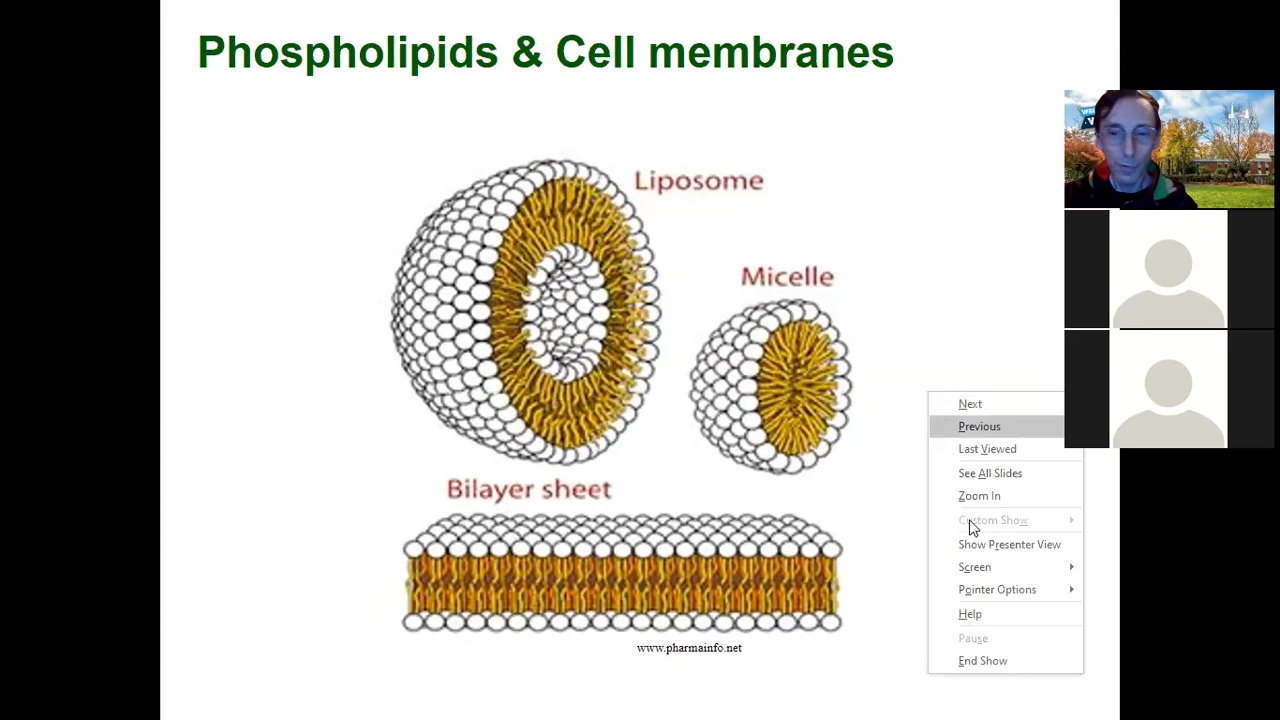 Phospholipids & Cell membranes
Liposome
Micelle
Bilayer sheet
www.pharmainfo.net
Next
Previous
Last Viewed
See All Slides
Zoom In
Custom Show
Show Presenter View
Screen
Pointer Options
Help
Pause
End Show